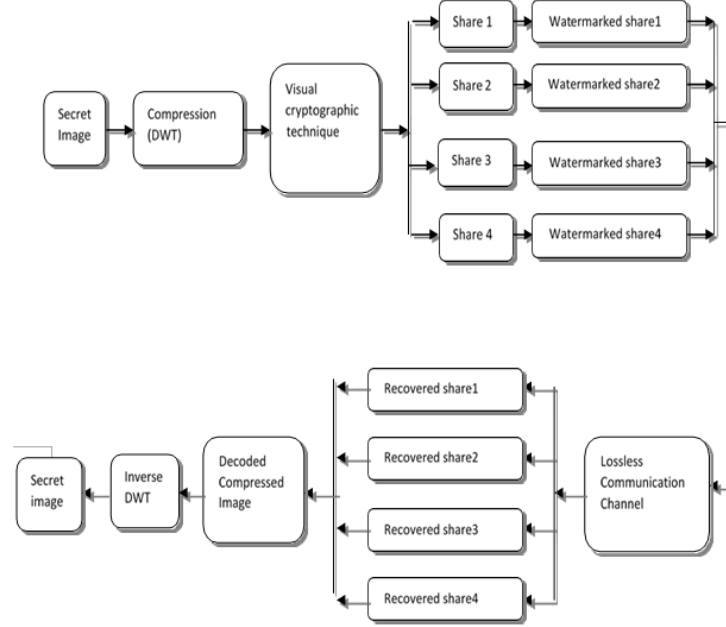 Secret
Image
Compression
(DWT)
Visual
cryptographic
technique
Share 1
Watermarked share1
Share 2
Watermarked share2
Share 3
Watermarked share3
Share 4
Watermarked share4
Recovered share1
Recovered share2
Recovered share3
Recovered share4
Lossless
Communication
Channel
Decoded
Compressed
Image
Inverse
DWT
Secret
image